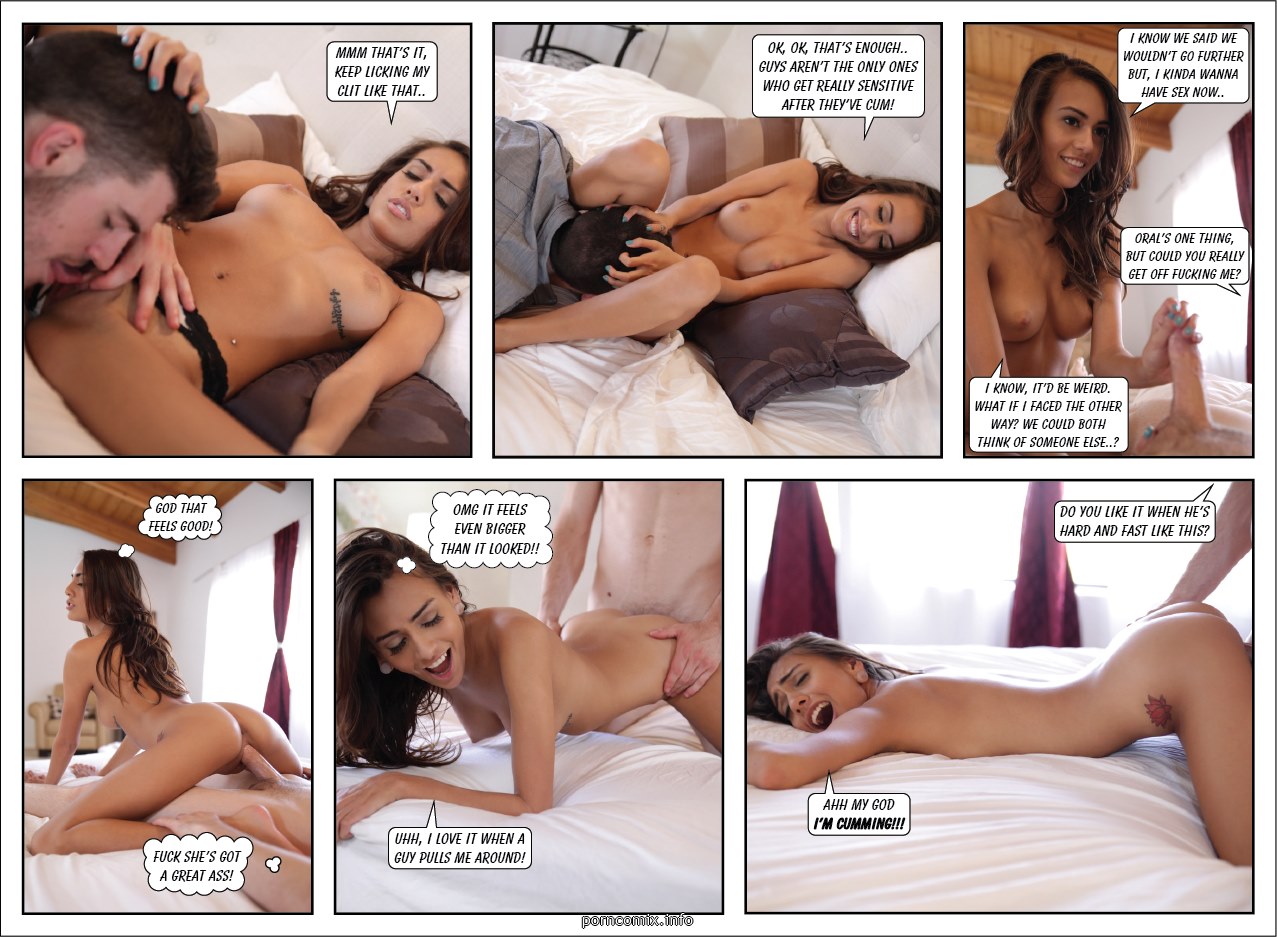 MMM THAT'S IT,
KEEP LICKING MY
CLIT LIKE THAT..
OK, OK, THAT'S ENOUGH..
GUYS AREN'T THE ONLY ONES
WHO GET REALLY SENSITIVE
AFTER THEY'VE CUM!
I KNOW WE SAID WE
WOULDN'T GO FURTHER
BUT, I KINDA WANNA
HAVE SEX NOW..
ORAL'S ONE THING,
BUT COULD YOU REALLY
GET OFF FUCKING ME?
I KNOW, IT'D BE WEIRD.
WHAT IF I FACED THE OTHER
WAY? WE COULD BOTH
THINK OF SOMEONE ELSE..?
GOD THAT
FEELS GOOD!
FUCK SHE'S GOT
A GREAT ASS!
OMG IT FEELS
EVEN BIGGER
THAN IT LOOKED!!
UHH, I LOVE IT WHEN A
GUY PULLS ME AROUND!
DO YOU LIKE IT WHEN HE'S
HARD AND FAST LIKE THIS?
AHH MY GOD
I'M CUMMING!!!
porncomix.info